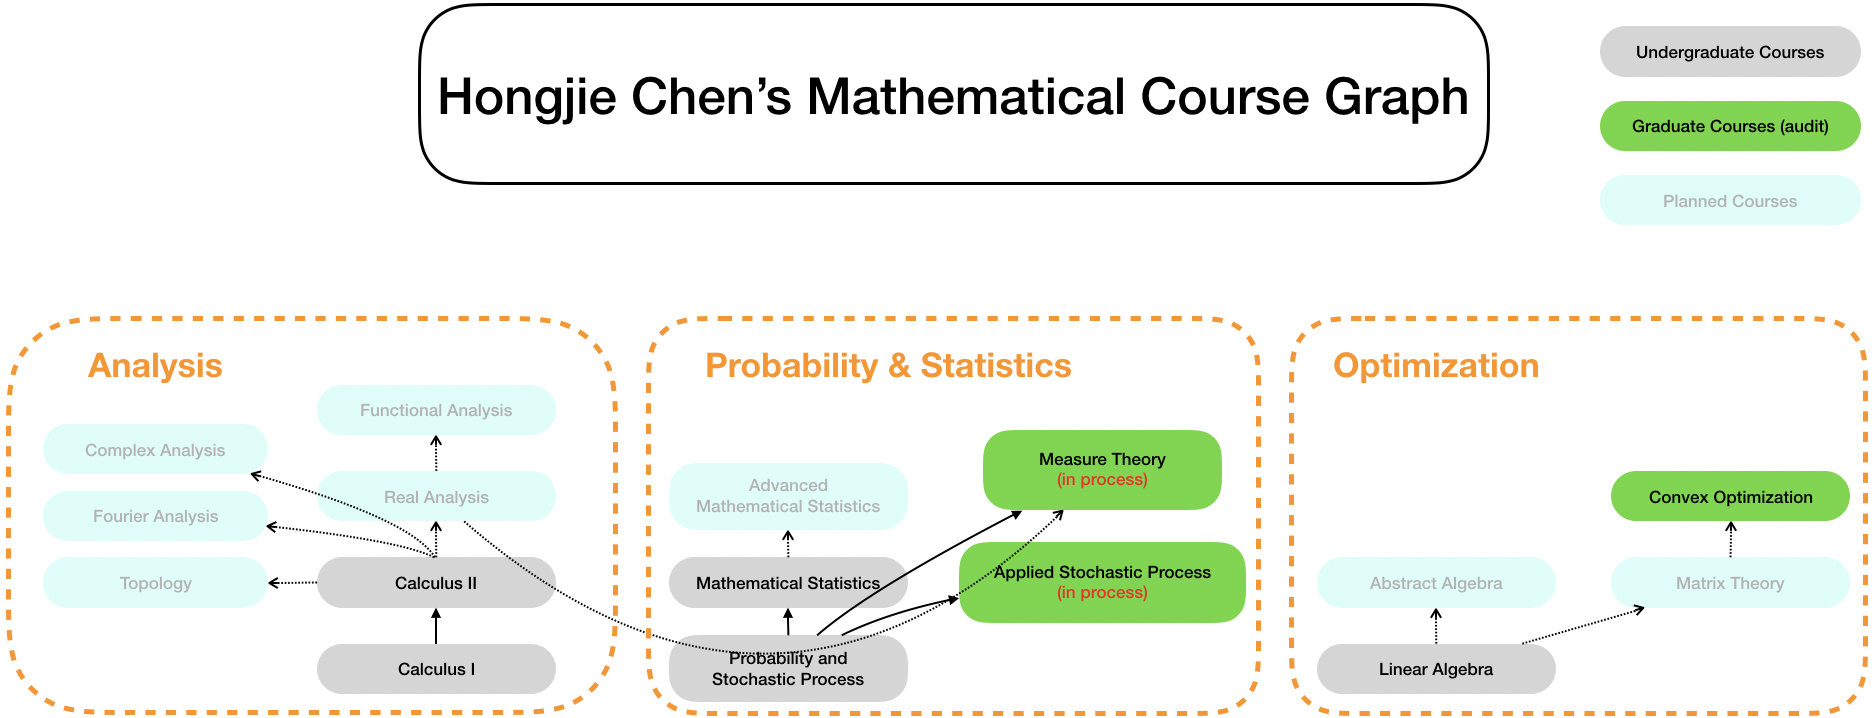 Hongjie Chen's Mathematical Course Graph
Undergraduate Courses
Graduate Courses (audit)
Planned Courses
Analysis
Functional Analysis
Complex Analysis
Real Analysis
Fourier Analysis
Topology
Calculus II
Calculus I
Probability & Statistics
Measure Theory
(in process)
Advanced
Mathematical Statistics
Mathematical Statistics
Applied Stochastic Process
(in process)
Probability and
Stochastic Process
Optimization
Convex Optimization
Abstract Algebra
Matrix Theory
Linear Algebra